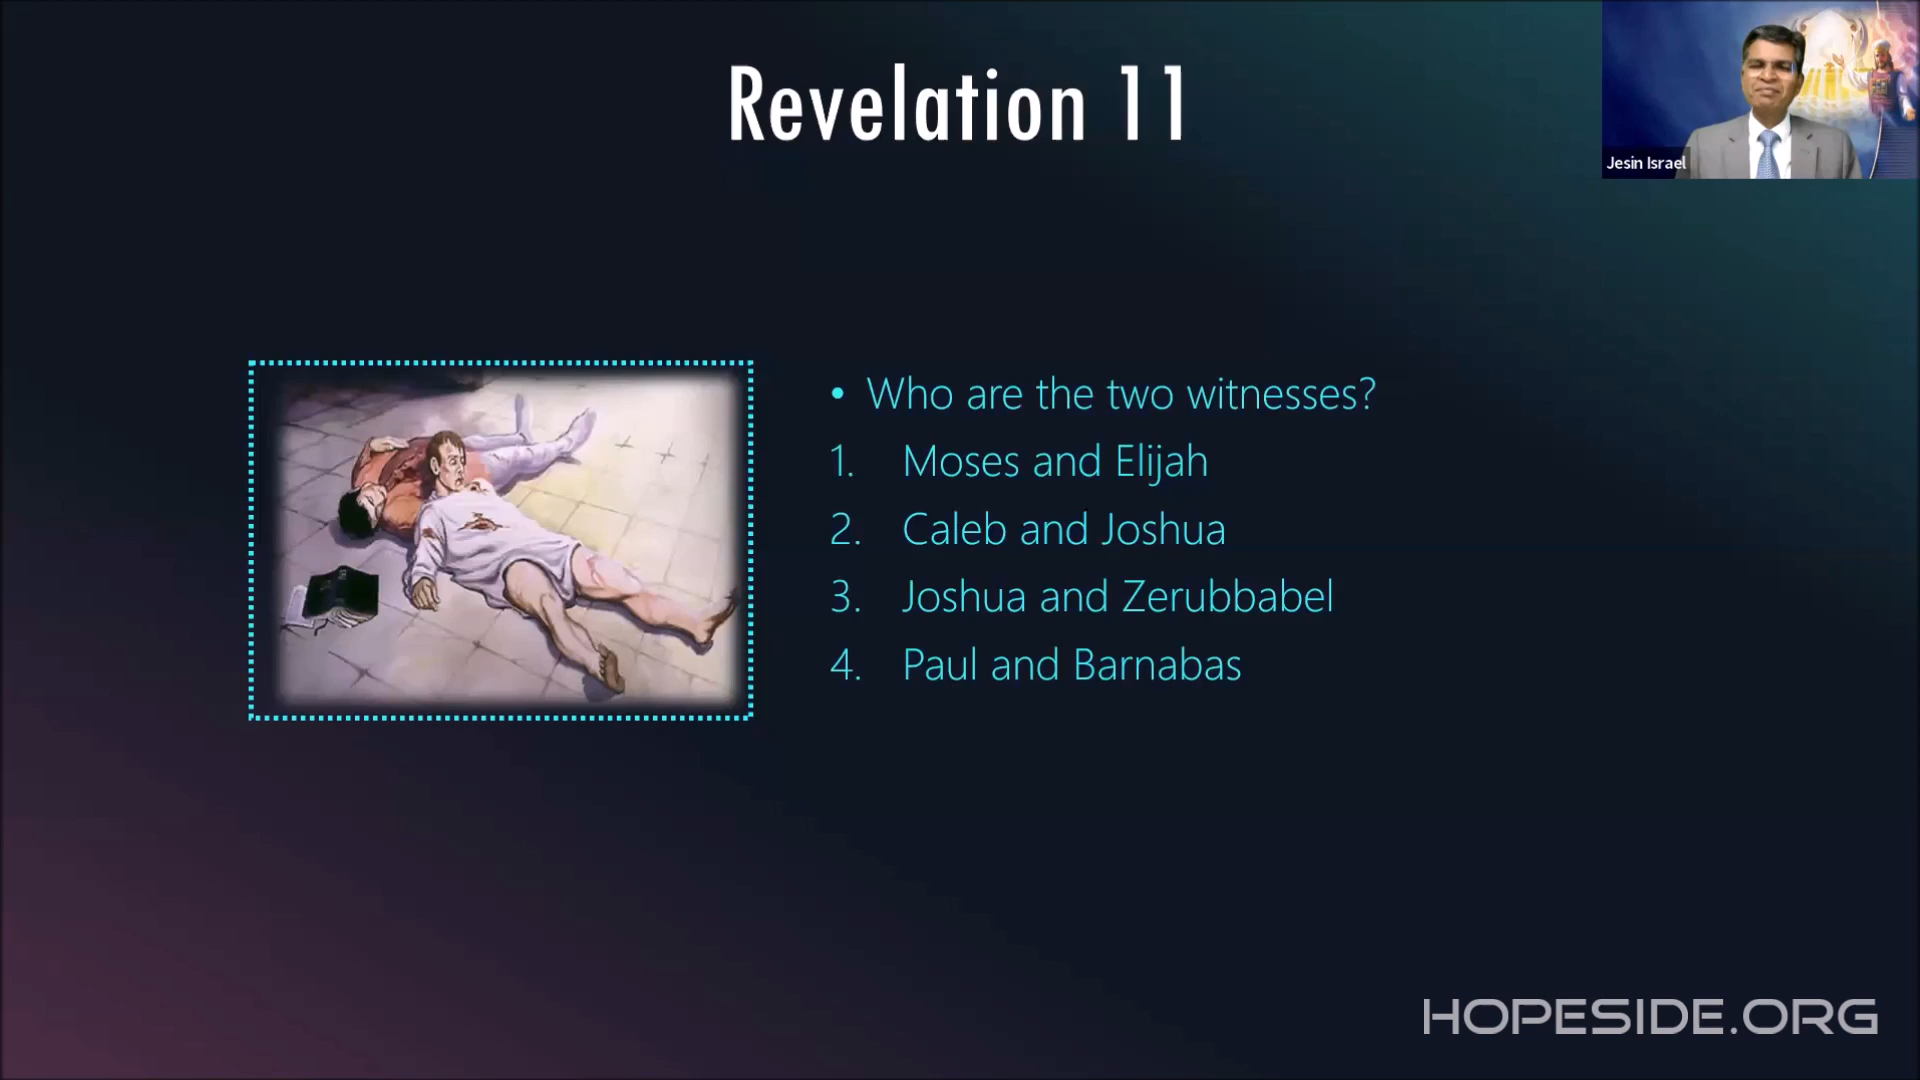 Revelation 11
Jesin Israel
• Who are the two witnesses?
1. Moses and Elijah
2. Caleb and Joshua
3. Joshua and Zerubbabel
4. Paul and Barnabas
HOPESIDE.ORG